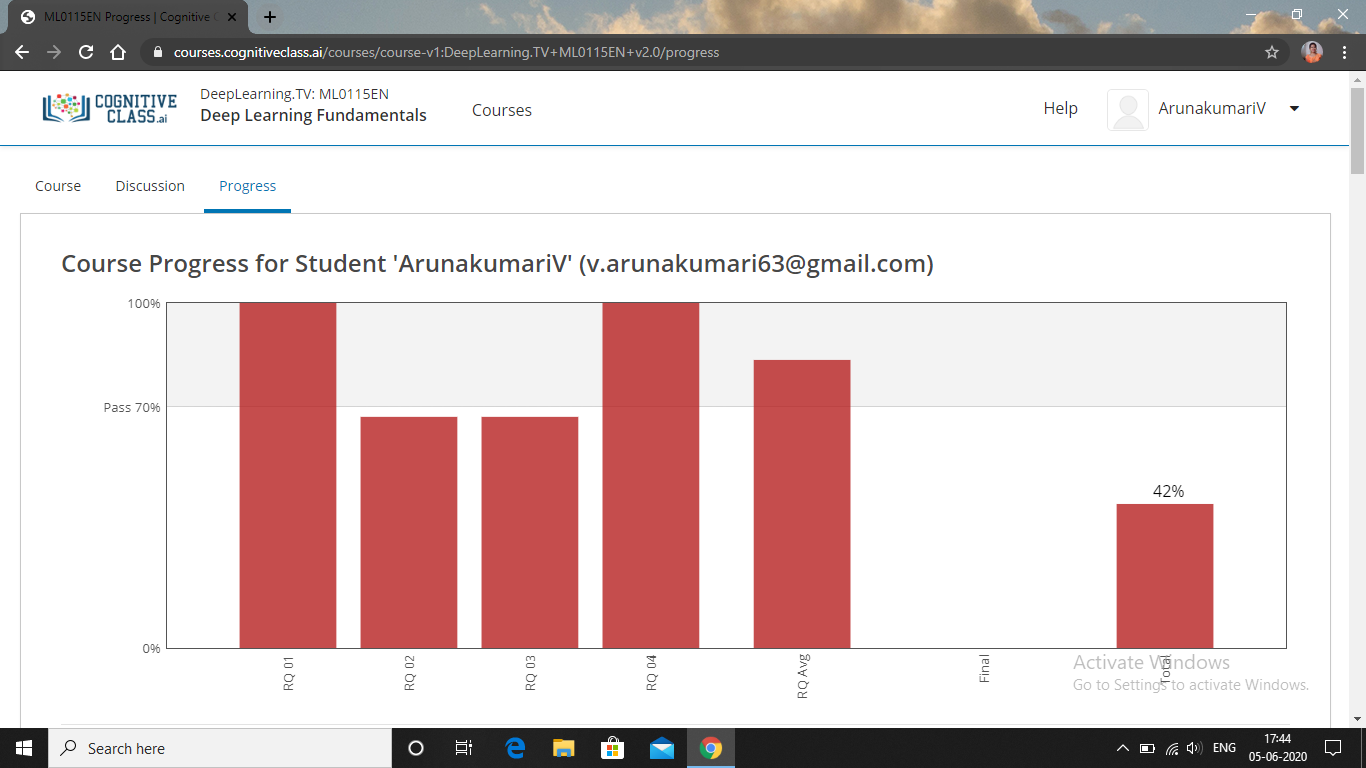 ML0115EN Progress | Cognitive C
courses.cognitiveclass.ai/courses/course-v1:DeepLearning.TV+ML0115EN+v2.0/progress
COGNITIVE
CLASS.ai
DeepLearning.TV: ML0115EN
Deep Learning Fundamentals
Courses
Help
ArunakumariV
Course
Discussion
Progress
Course Progress for Student 'ArunakumariV' (v.arunakumari63@gmail.com)
100%
Pass 70%
0%
42%
RQ 01
RQ 02
RQ 03
RQ 04
RQ Avg
Final
Total
Activate Windows
Go to Settings to activate Windows.
Search here
ENG
17:44
05-06-2020